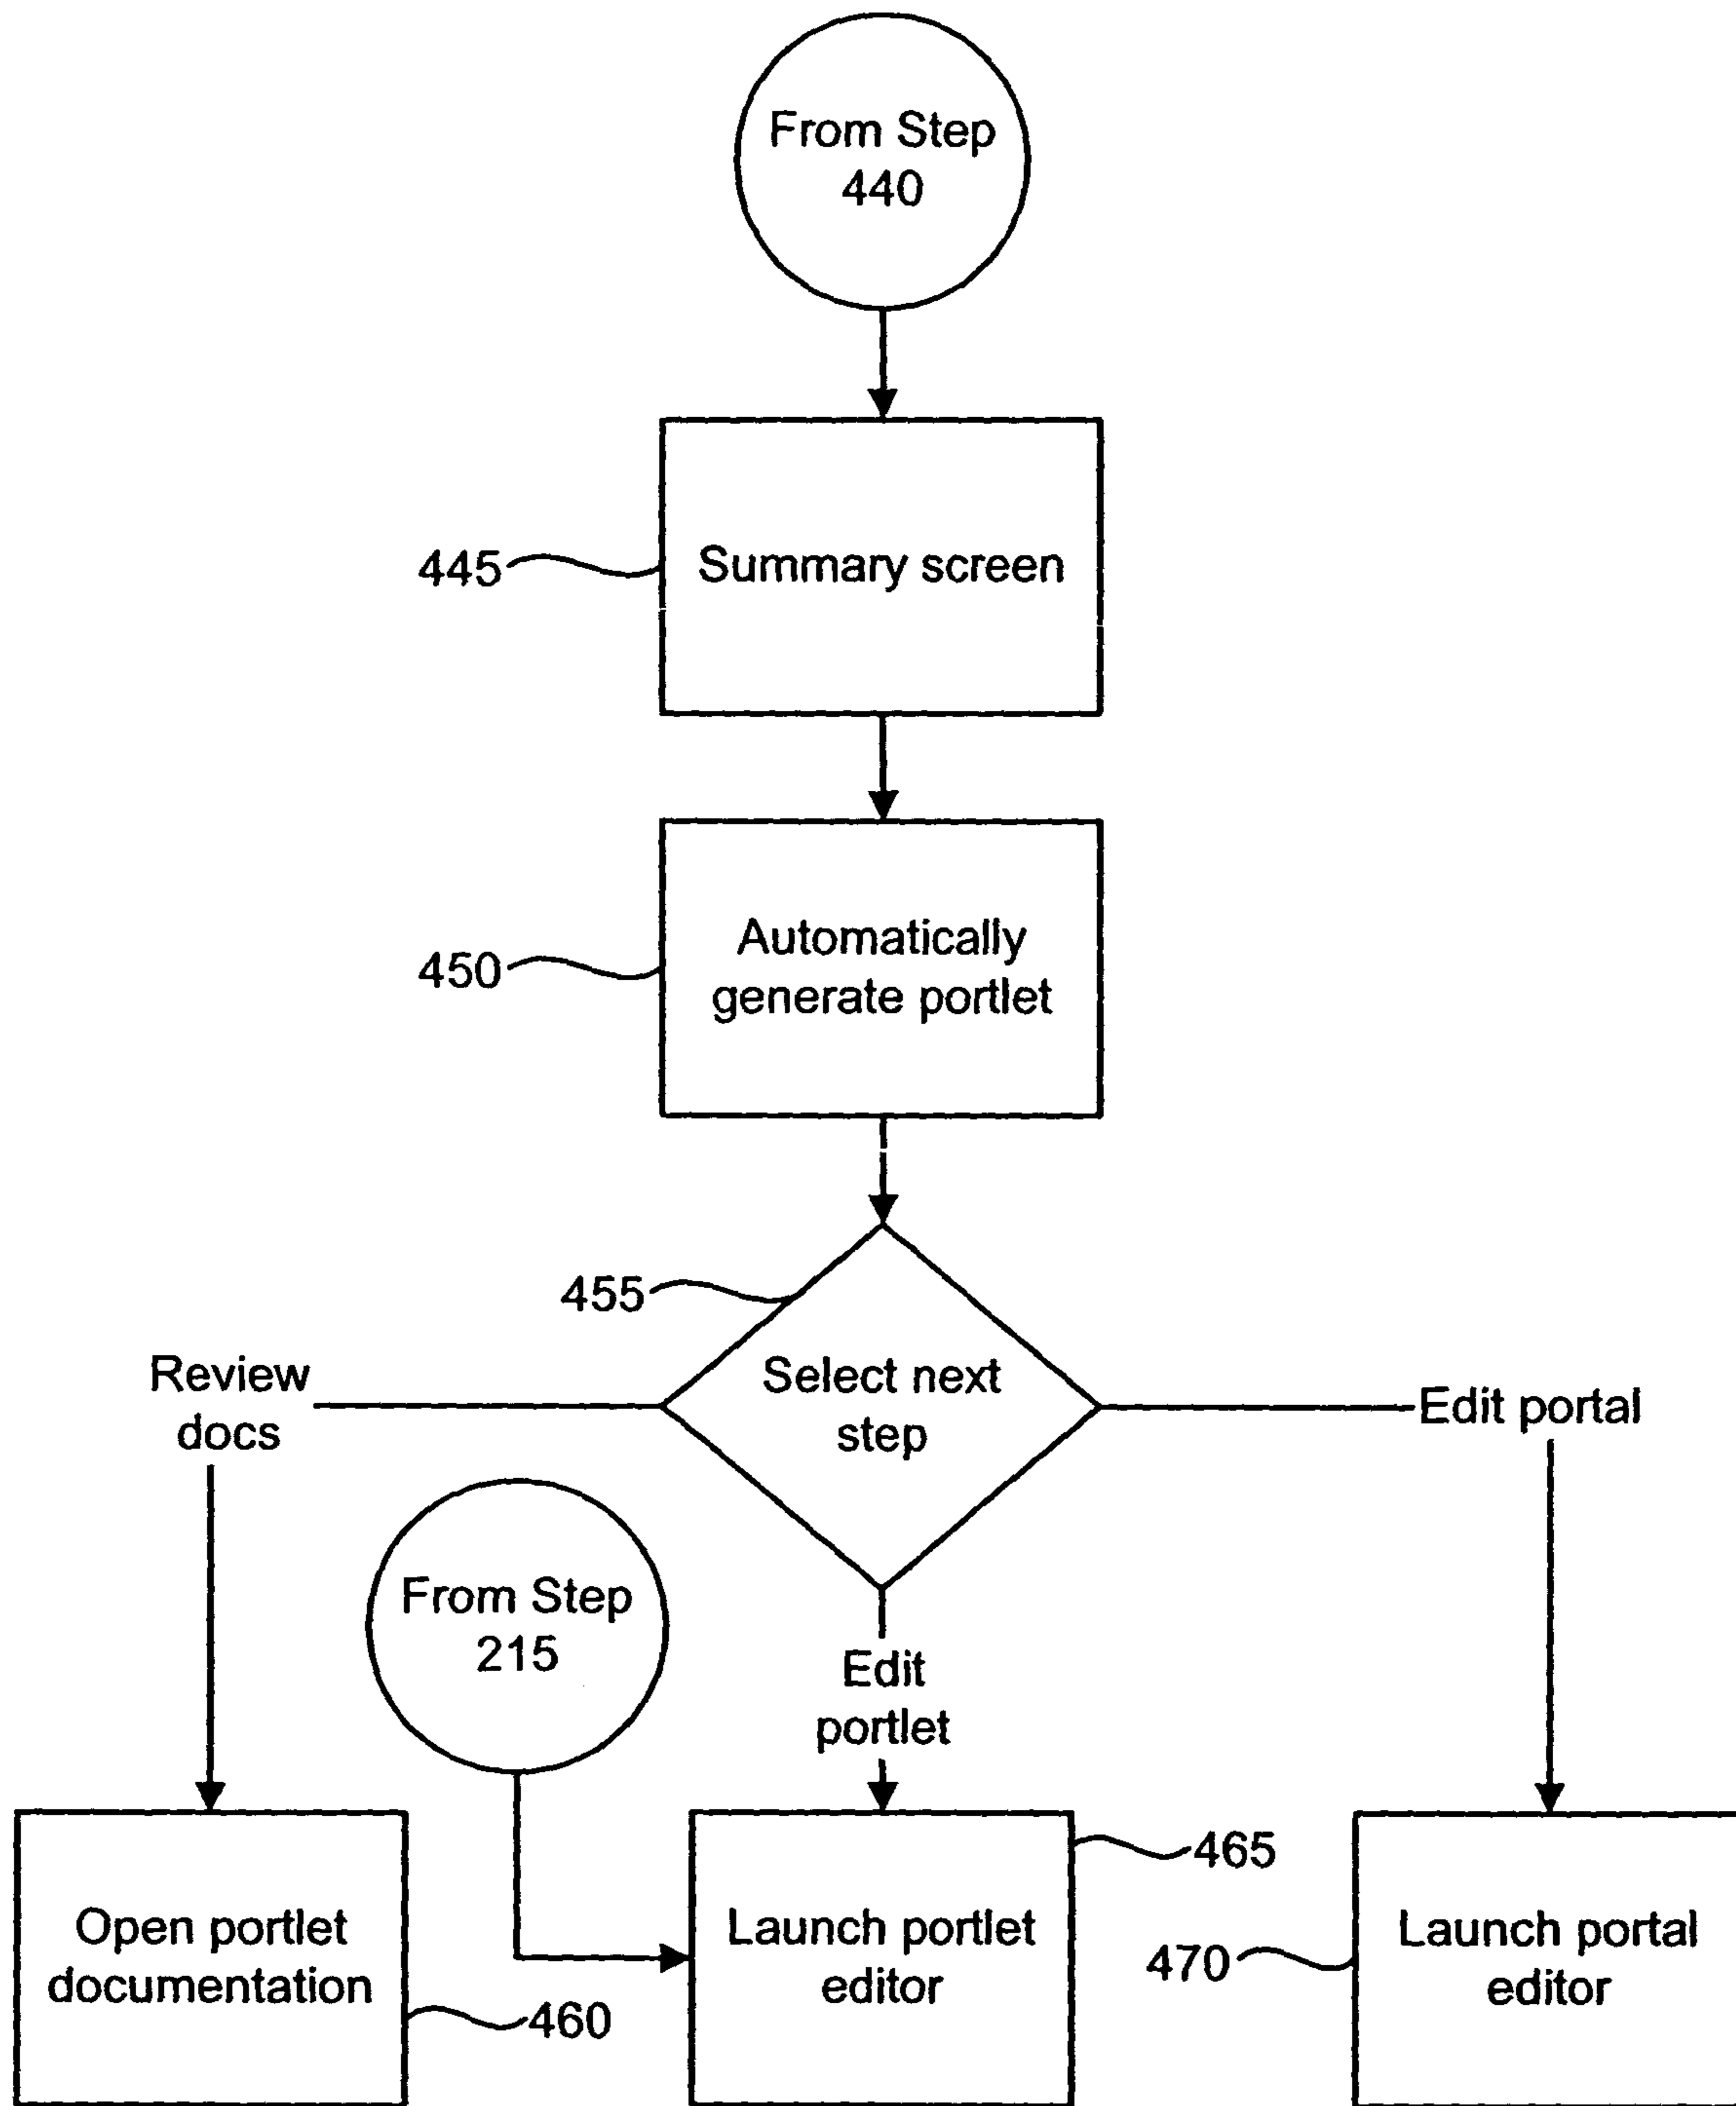 From Step
440
445
Summary screen
450
Automatically
generate portlet
455
Select next
step
Review
docs
Edit portal
From Step
215
Edit
portlet
465
Open portlet
documentation
460
Launch portlet
editor
470
Launch portal
editor